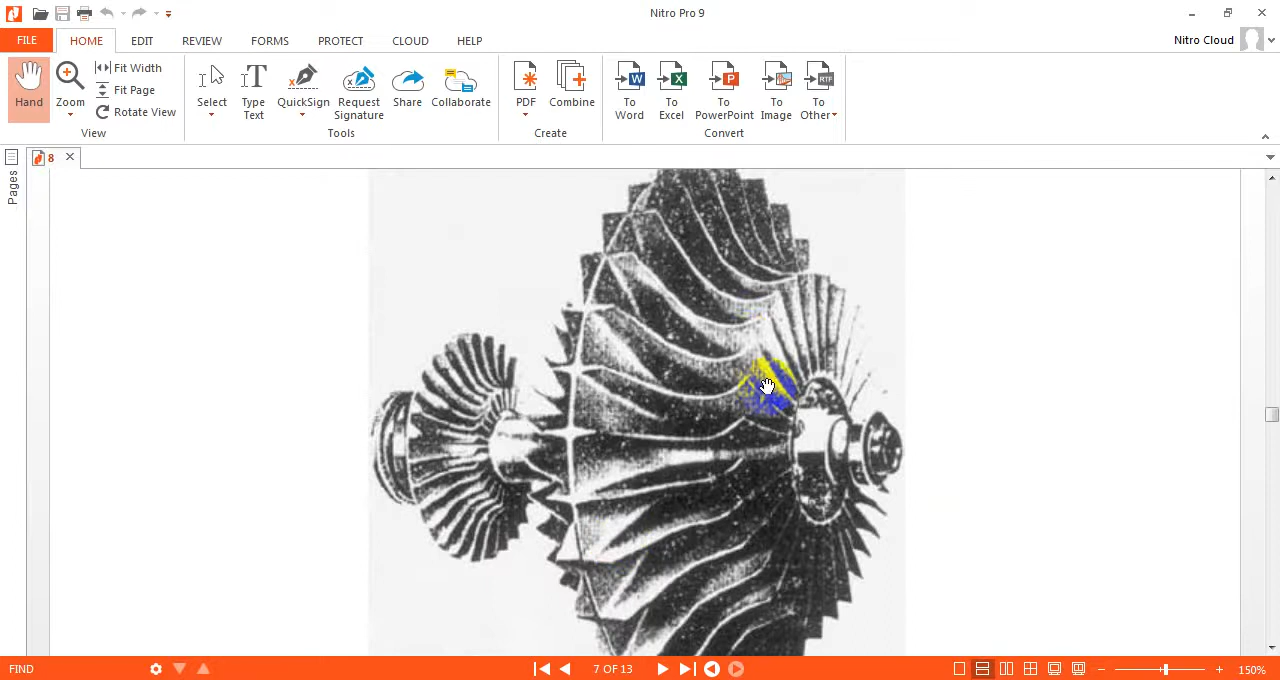 Nitro Pro 9
FILE HOME EDIT REVIEW FORMS PROTECT CLOUD HELP
Nitro Cloud
Hand
Zoom
Fit Width
Fit Page
Rotate View
View
Select
Type Text
QuickSign
Request Signature
Share
Collaborate
Tools
PDF
Combine
Create
To Word
To Excel
To PowerPoint
To Image
To Other
Convert
W
X
P
RTF
8
Pages
FIND
7 OF 13
150%